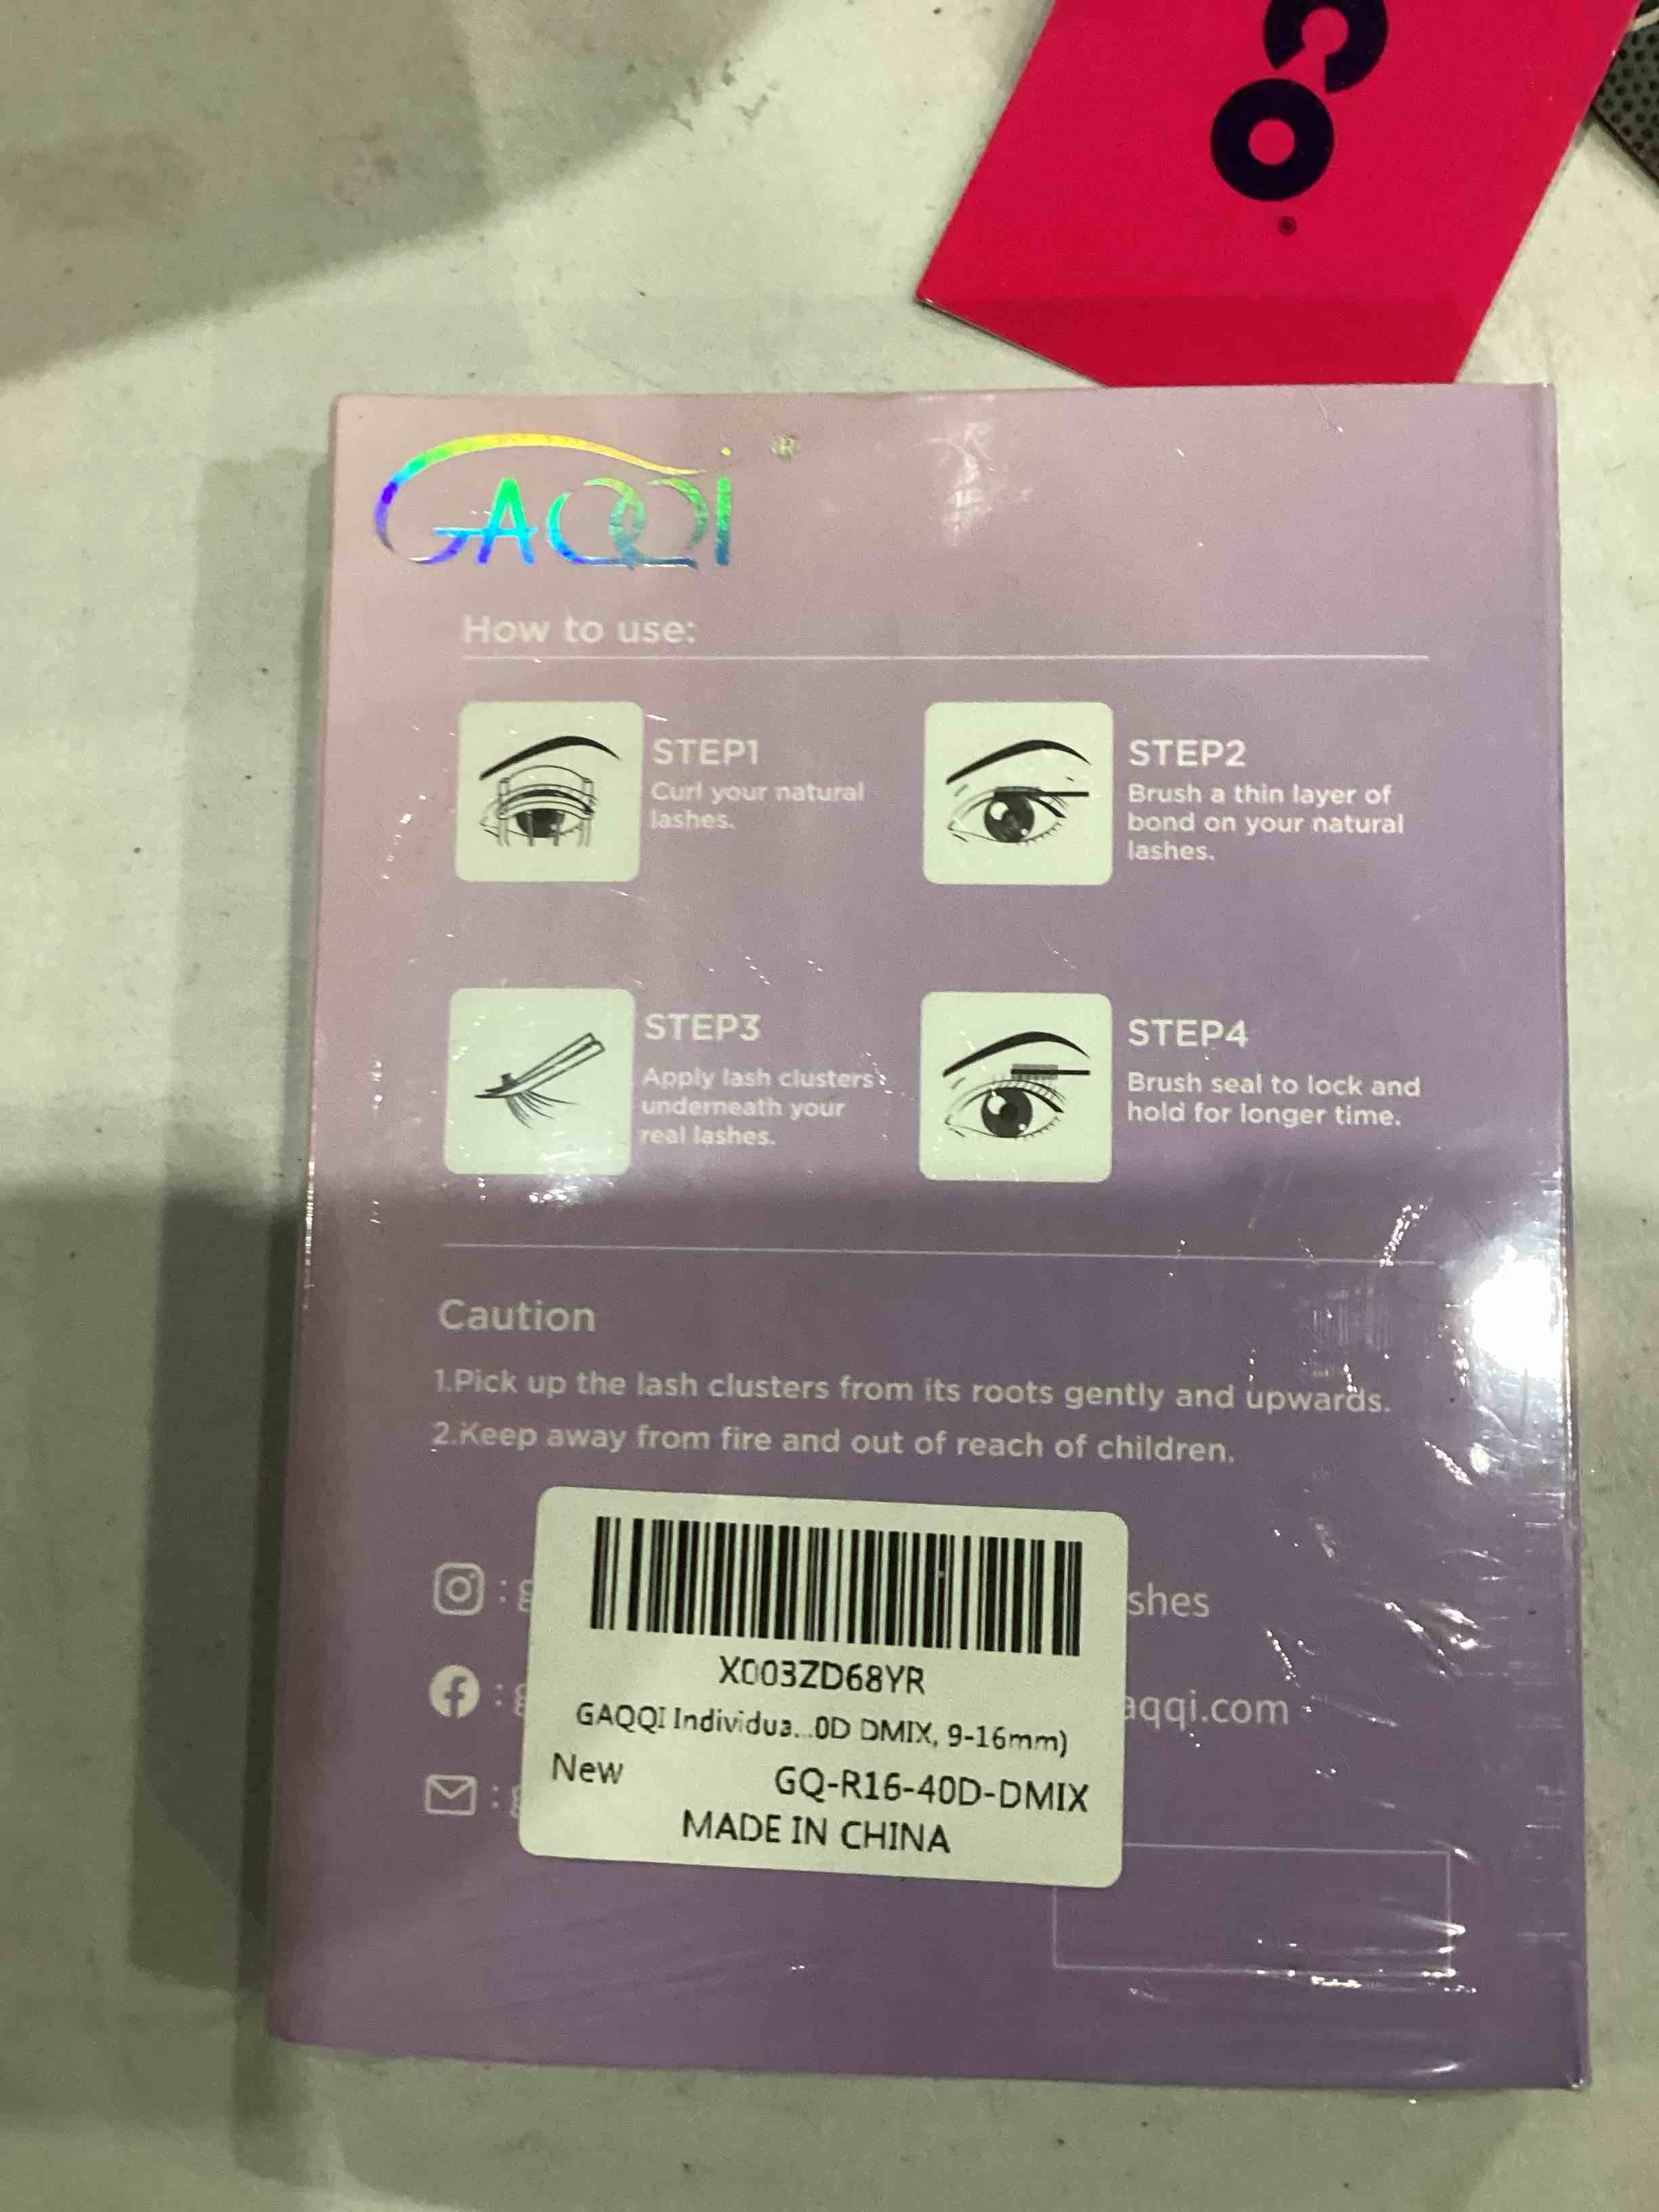 CO
®
GAQQI ®
How to use:
STEP1
Curl your natural
lashes.
STEP2
Brush a thin layer of
bond on your natural
lashes.
STEP3
Apply lash clusters
underneath your
real lashes.
STEP4
Brush seal to lock and
hold for longer time.
Caution
1.Pick up the lash clusters from its roots gently and upwards.
2.Keep away from fire and out of reach of children.
: g
shes
: g
aqqi.com
: g
X003ZD68YR
GAQQI Individua...0D DMIX, 9-16mm)
New GQ-R16-40D-DMIX
MADE IN CHINA